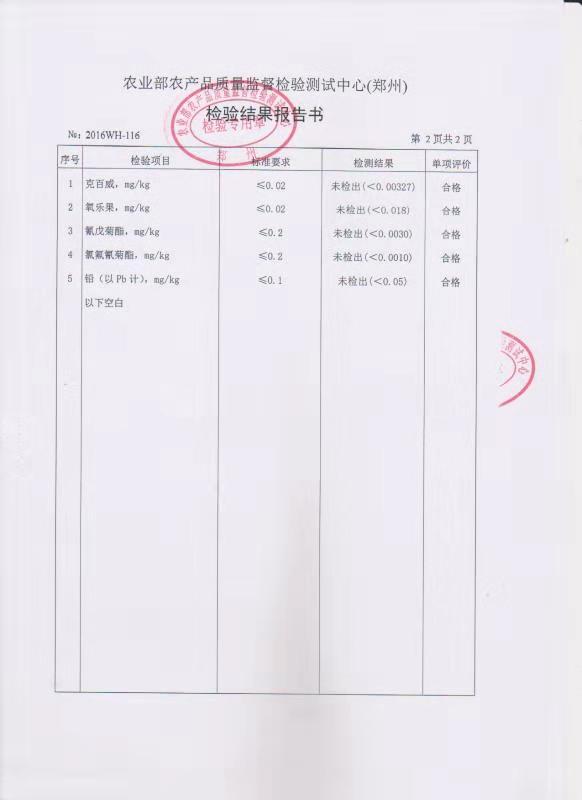 农业部农产品质量监督检验测试中心(郑州)
检验结果报告书
农业部农产品质量监督检验测试中心
检验专用章
郑 州
№: 2016WH-116 第 2页共2页
序号 检验项目 标准要求 检测结果 单项评价
1 克百威，mg/kg ≤0.02 未检出(＜0.00327) 合格
2 氧乐果，mg/kg ≤0.02 未检出(＜0.018) 合格
3 氰戊菊酯，mg/kg ≤0.2 未检出(＜0.0030) 合格
4 氯氟氰菊酯，mg/kg ≤0.2 未检出(＜0.0010) 合格
5 铅（以 Pb 计），mg/kg ≤0.1 未检出(＜0.05) 合格
以下空白
测试中心